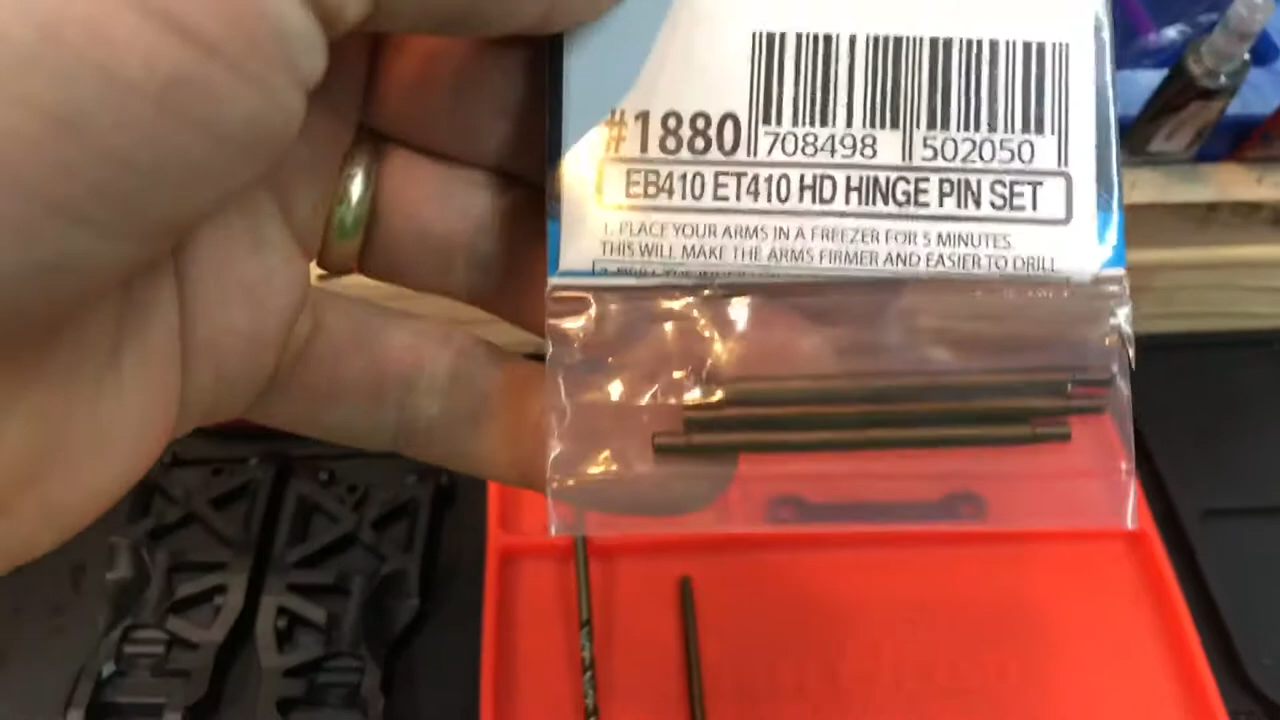 #1880
708498 502050
EB410 ET410 HD HINGE PIN SET
1. PLACE YOUR ARMS IN A FREEZER FOR 5 MINUTES.
THIS WILL MAKE THE ARMS FIRMER AND EASIER TO DRILL